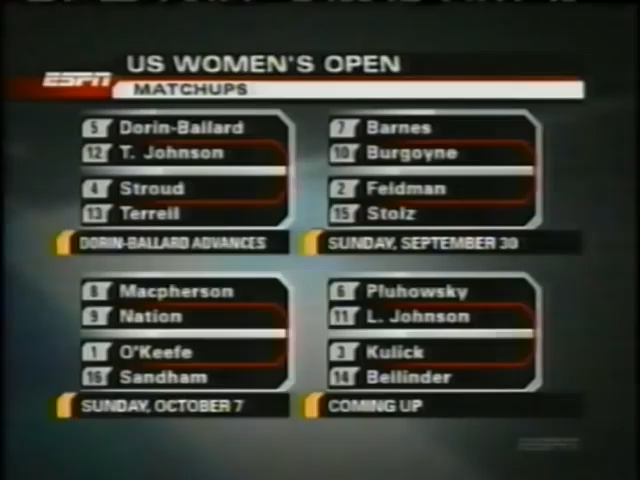 US WOMEN'S OPEN
ESPN
MATCHUPS
5 Dorin-Ballard
12 T. Johnson
4 Stroud
13 Terrell
DORIN-BALLARD ADVANCES
7 Barnes
10 Burgoyne
2 Feldman
15 Stolz
SUNDAY, SEPTEMBER 30
8 Macpherson
9 Nation
1 O'Keefe
16 Sandham
SUNDAY, OCTOBER 7
6 Pluhowsky
11 L. Johnson
3 Kulick
14 Bellinder
COMING UP
ESPN